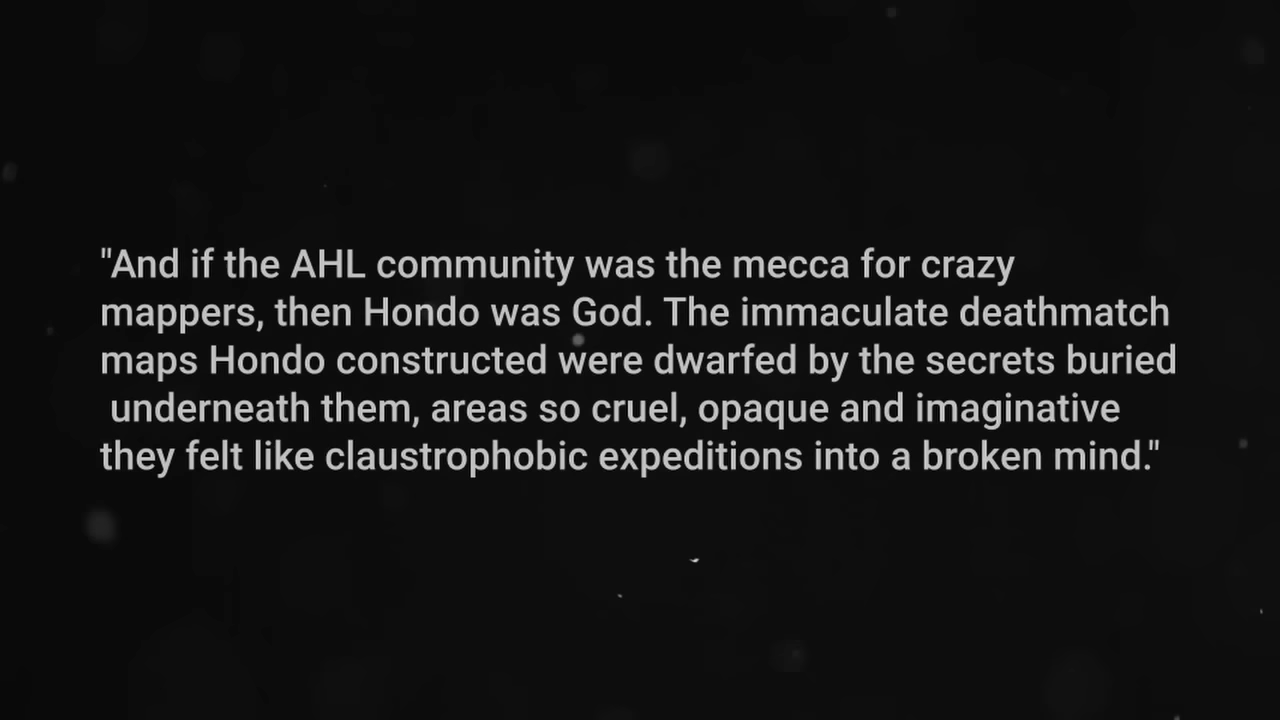 "And if the AHL community was the mecca for crazy
mappers, then Hondo was God. The immaculate deathmatch
maps Hondo constructed were dwarfed by the secrets buried
underneath them, areas so cruel, opaque and imaginative
they felt like claustrophobic expeditions into a broken mind."